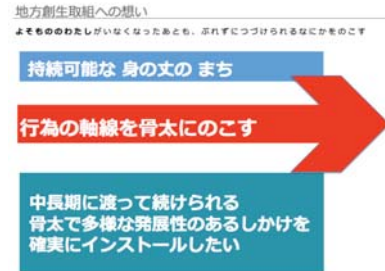 地方創生取組への想い
よそもののわたしがいなくなったあとも、ぶれずにつづけられるなにかをのこす
持続可能な 身の丈の まち
行為の軸線を骨太にのこす
中長期に渡って続けられる
骨太で多様な発展性のあるしかけを
確実にインストールしたい